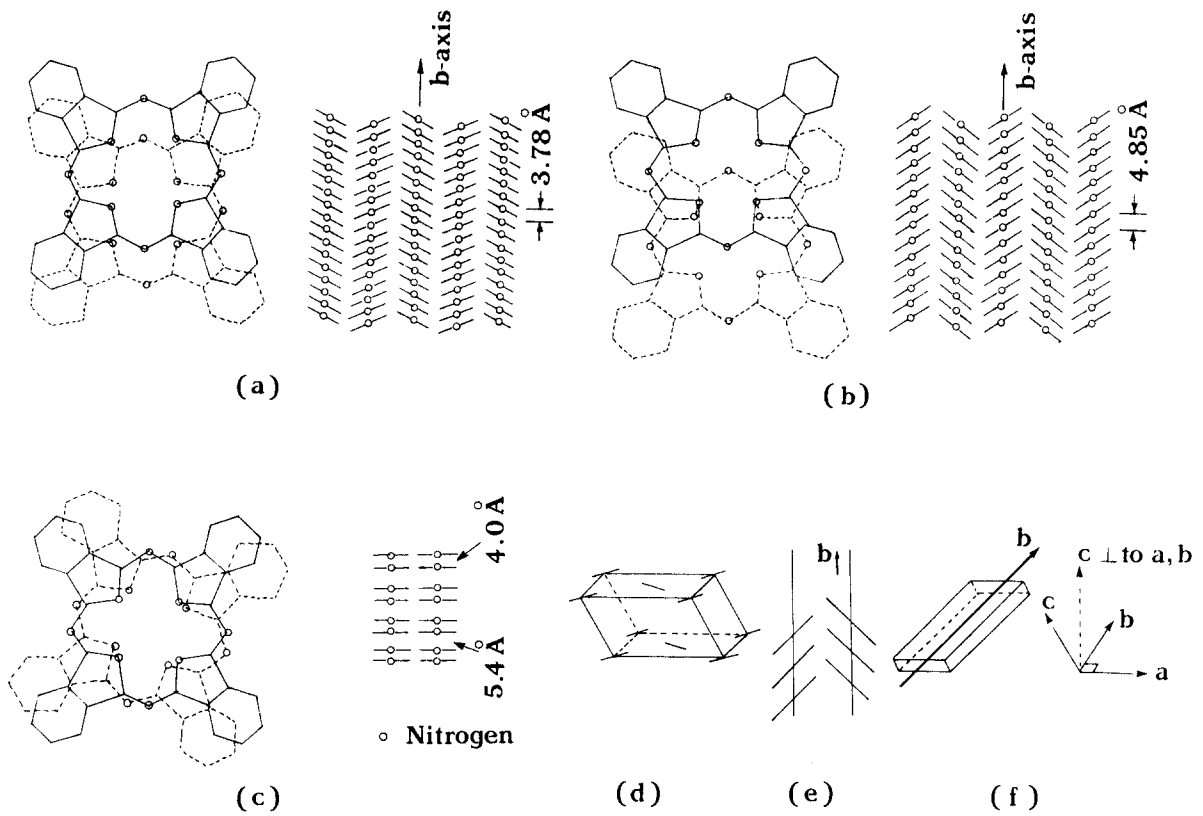 b-axis
3.78 Å
(a)
b-axis
4.85 Å
(b)
4.0 Å
5.4 Å
Nitrogen
(c)
(d)
b
(e)
b
(f)
c ⊥ to a, b
c
b
a